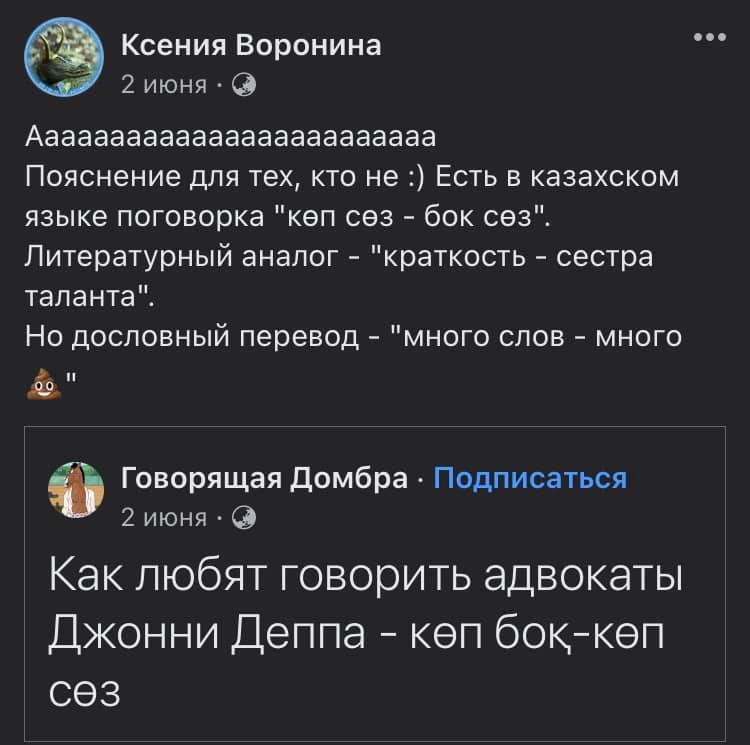 Ксения Воронина
2 июня ·
Аааааааааааааааааааааааааа
Пояснение для тех, кто не :) Есть в казахском
языке поговорка "көп сөз - бок сөз".
Литературный аналог - "краткость - сестра
таланта".
Но дословный перевод - "много слов - много
💩"
Говорящая Домбра · Подписаться
2 июня ·
Как любят говорить адвокаты
Джонни Деппа - көп боқ-көп
сөз